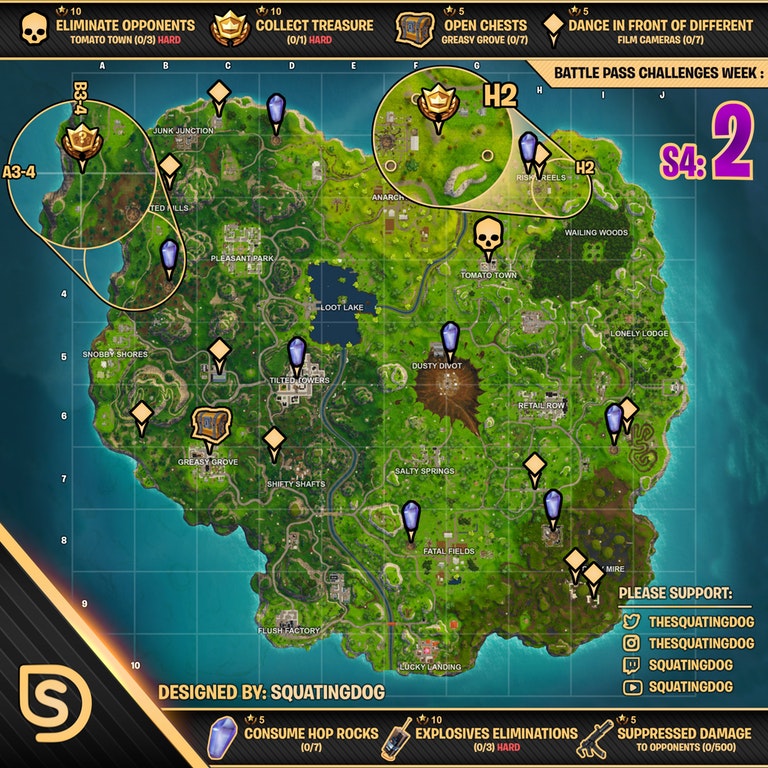 10
ELIMINATE OPPONENTS
TOMATO TOWN (0/3) HARD
10
COLLECT TREASURE
(0/1) HARD
5
OPEN CHESTS
GREASY GROVE (0/7)
5
DANCE IN FRONT OF DIFFERENT
FILM CAMERAS (0/7)
BATTLE PASS CHALLENGES WEEK :
S4: 2
A B C D E F G H I J
B3-4
A3-4
H2
H2
JUNK JUNCTION
RISK REELS
TED HILLS
ANARCH
WAILING WOODS
PLEASANT PARK
TOMATO TOWN
4
LOOT LAKE
LONELY LODGE
5
SNOBBY SHORES
DUSTY DIVOT
TILTED TOWERS
6
RETAIL ROW
GREASY GROVE
7
SHIFTY SHAFTS
SALTY SPRINGS
8
FATAL FIELDS
MIRE
9
FLUSH FACTORY
10
LUCKY LANDING
PLEASE SUPPORT:
THESQUATINGDOG
THESQUATINGDOG
SQUATINGDOG
SQUATINGDOG
S
DESIGNED BY: SQUATINGDOG
5
CONSUME HOP ROCKS
(0/7)
10
EXPLOSIVES ELIMINATIONS
(0/3) HARD
5
SUPPRESSED DAMAGE
TO OPPONENTS (0/500)